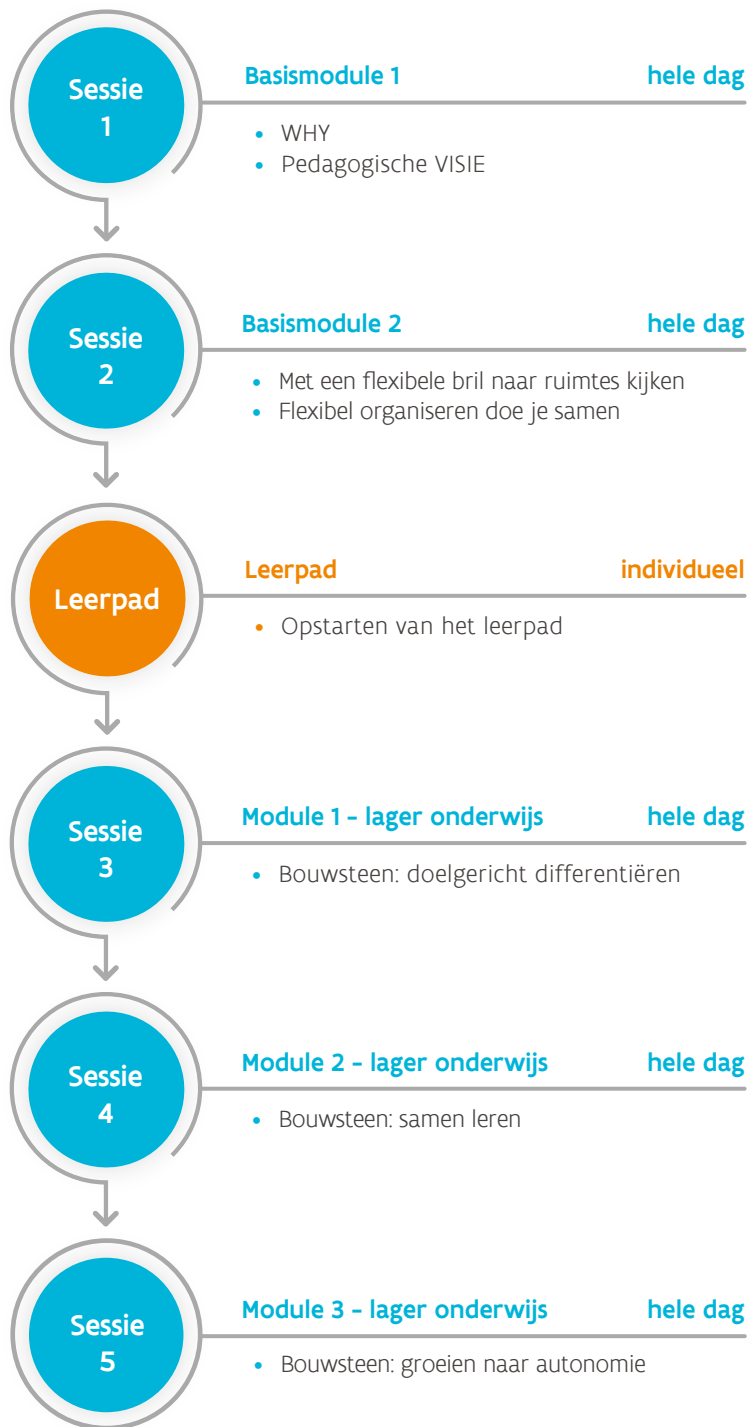 Sessie
1
Basismodule 1 hele dag
• WHY
• Pedagogische VISIE
Sessie
2
Basismodule 2 hele dag
• Met een flexibele bril naar ruimtes kijken
• Flexibel organiseren doe je samen
Leerpad
Leerpad individueel
• Opstarten van het leerpad
Sessie
3
Module 1 - lager onderwijs hele dag
• Bouwsteen: doelgericht differentiëren
Sessie
4
Module 2 - lager onderwijs hele dag
• Bouwsteen: samen leren
Sessie
5
Module 3 - lager onderwijs hele dag
• Bouwsteen: groeien naar autonomie